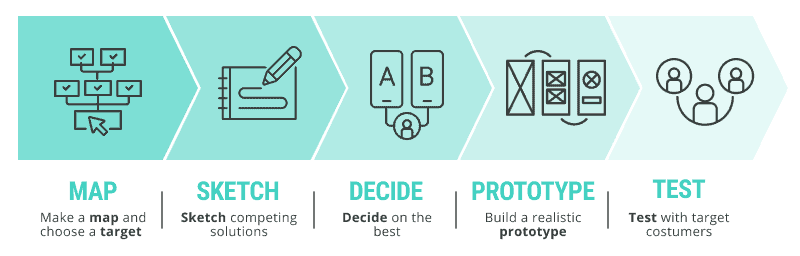 A B
MAP
Make a map and
choose a target
SKETCH
Sketch competing
solutions
DECIDE
Decide on the
best
PROTOTYPE
Build a realistic
prototype
TEST
Test with target
costumers